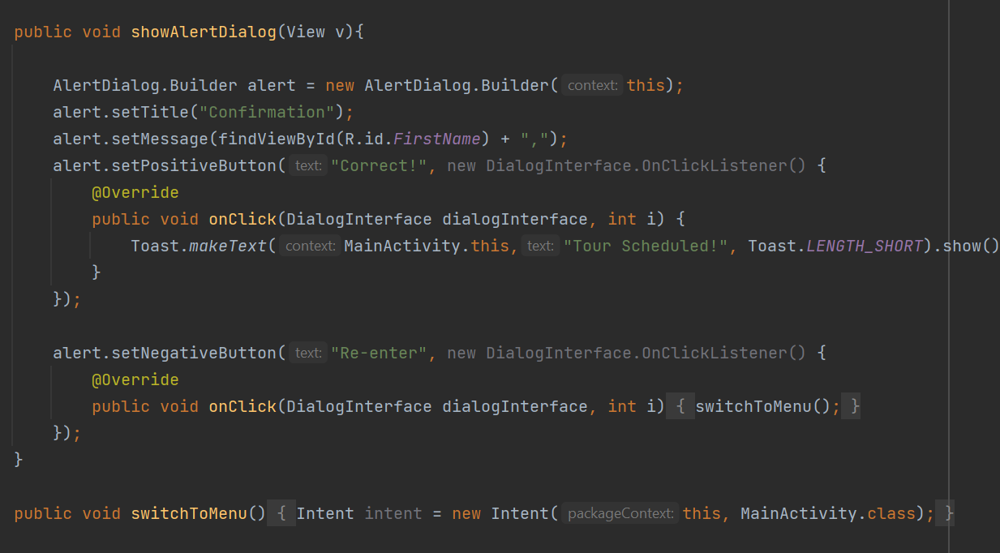 public void showAlertDialog(View v){
AlertDialog.Builder alert = new AlertDialog.Builder( context: this);
alert.setTitle("Confirmation");
alert.setMessage(findViewById(R.id.FirstName) + ",");
alert.setPositiveButton( text: "Correct!", new DialogInterface.OnClickListener() {
@Override
public void onClick(DialogInterface dialogInterface, int i) {
Toast.makeText( context: MainActivity.this, text: "Tour Scheduled!", Toast.LENGTH_SHORT).show()
}
});
alert.setNegativeButton( text: "Re-enter", new DialogInterface.OnClickListener() {
@Override
public void onClick(DialogInterface dialogInterface, int i) { switchToMenu(); }
});
}
public void switchToMenu() { Intent intent = new Intent( packageContext: this, MainActivity.class); }